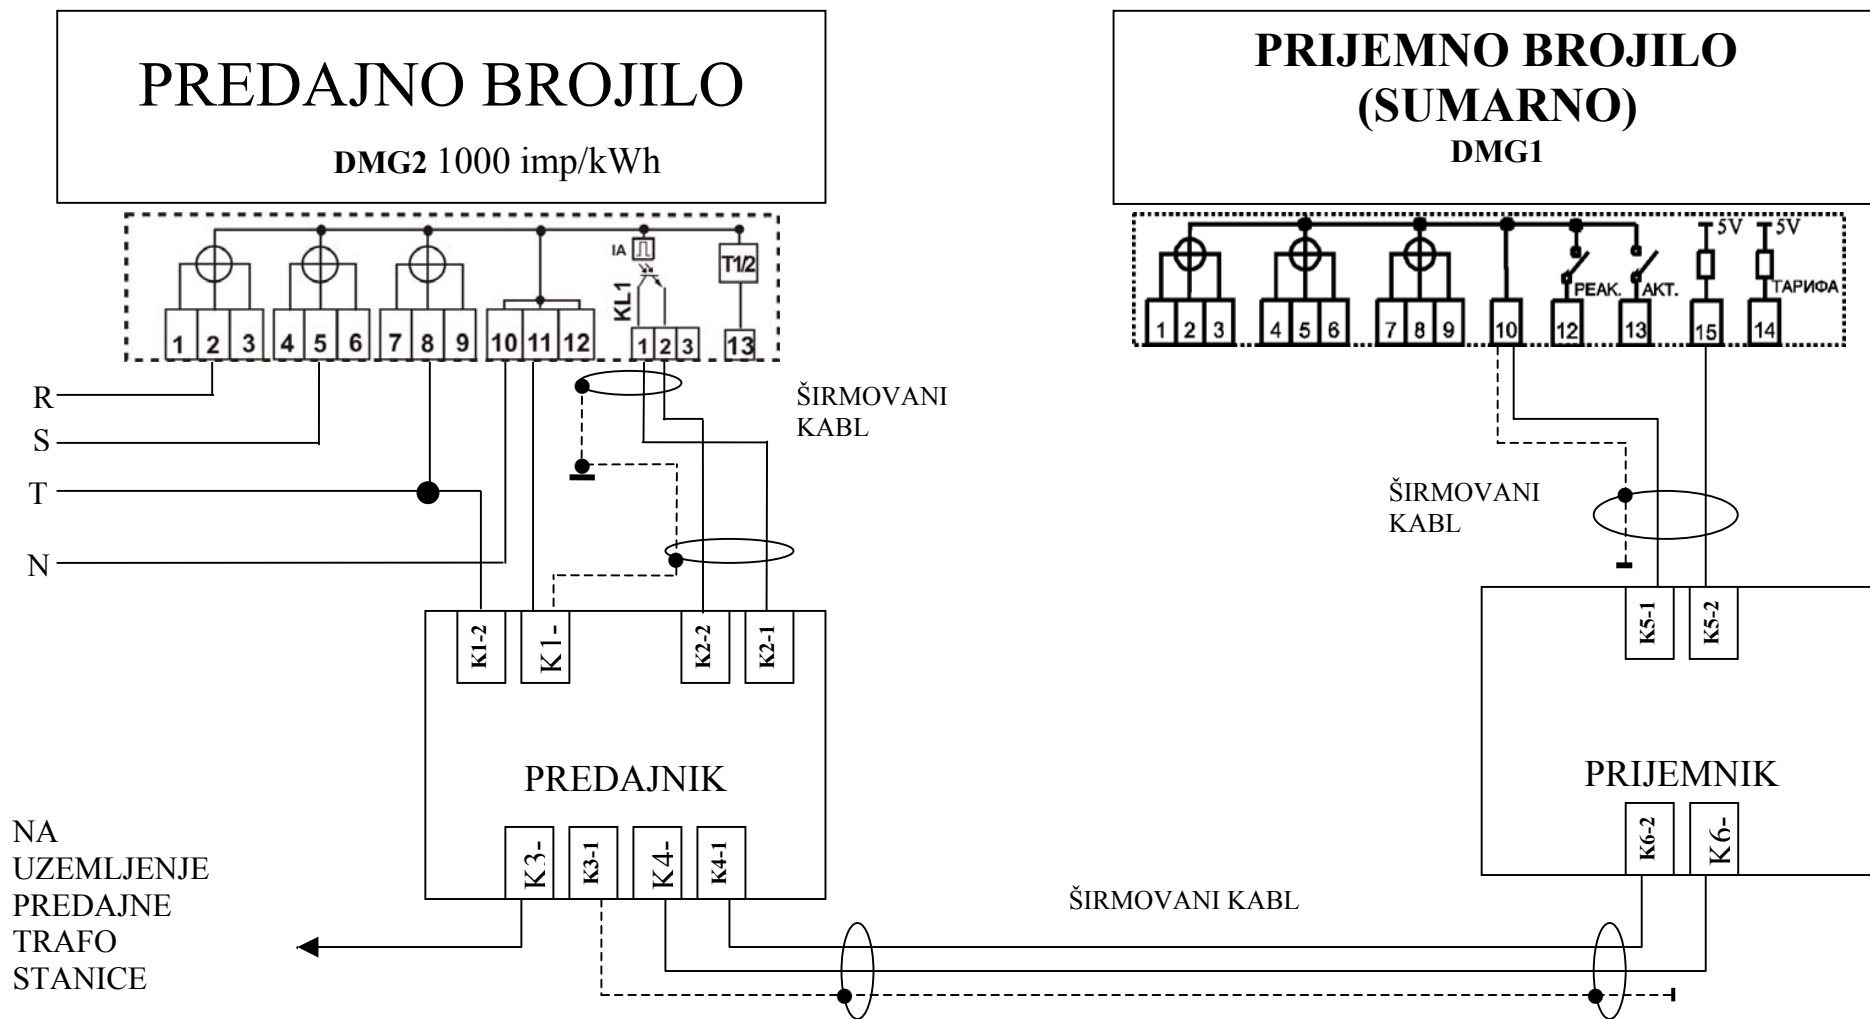 PREDAJNO BROJILO
DMG2 1000 imp/kWh
PRIJEMNO BROJILO
(SUMARNO)
DMG1
IA
KL1
T1/2
1 2 3 4 5 6 7 8 9 10 11 12 1 2 3 13
5V 5V
РЕАК. АКТ. ТАРИФА
1 2 3 4 5 6 7 8 9 10 12 13 15 14
R
S
T
N
ŠIRMOVANI
KABL
ŠIRMOVANI
KABL
K1-2 K1- K2-2 K2-1
K5-1 K5-2
PREDAJNIK
PRIJEMNIK
K3- K3-1 K4- K4-1
K6-2 K6-
NA
UZEMLJENJE
PREDAJNE
TRAFO
STANICE
ŠIRMOVANI KABL